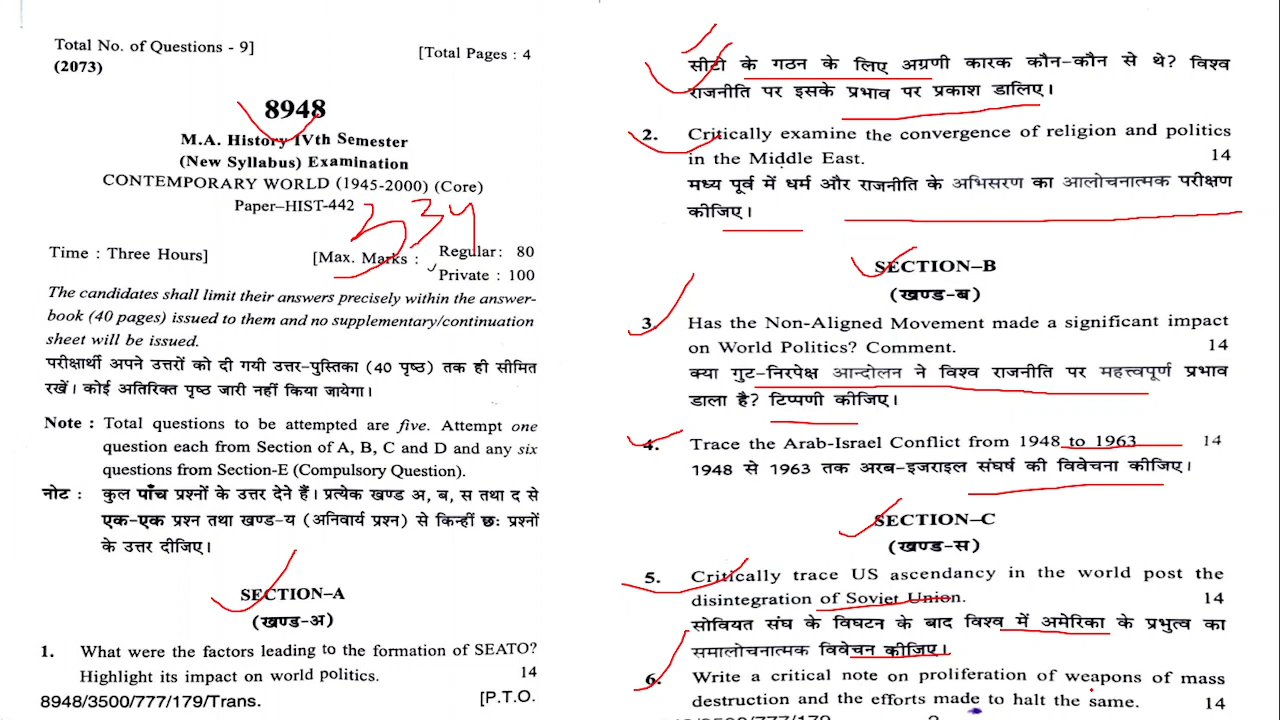 Total No. of Questions - 9]
[Total Pages : 4
(2073)
8948
M.A. History IVth Semester
(New Syllabus) Examination
CONTEMPORARY WORLD (1945-2000) (Core)
Paper–HIST-442
334
Time : Three Hours]
[Max. Marks :
Regular : 80
Private : 100
The candidates shall limit their answers precisely within the answer-
book (40 pages) issued to them and no supplementary/continuation
sheet will be issued.
परीक्षार्थी अपने उत्तरों को दी गयी उत्तर-पुस्तिका (40 पृष्ठ) तक ही सीमित
रखें। कोई अतिरिक्त पृष्ठ जारी नहीं किया जायेगा।
Note : Total questions to be attempted are five. Attempt one
question each from Section of A, B, C and D and any six
questions from Section-E (Compulsory Question).
नोट : कुल पाँच प्रश्नों के उत्तर देने हैं। प्रत्येक खण्ड अ, ब, स तथा द से
एक-एक प्रश्न तथा खण्ड-य (अनिवार्य प्रश्न) से किन्हीं छः प्रश्नों
के उत्तर दीजिए।
SECTION–A
(खण्ड-अ)
1. What were the factors leading to the formation of SEATO?
Highlight its impact on world politics. 14
8948/3500/777/179/Trans. [P.T.O.
सीटो के गठन के लिए अग्रणी कारक कौन-कौन से थे? विश्व
राजनीति पर इसके प्रभाव पर प्रकाश डालिए।
2. Critically examine the convergence of religion and politics
in the Middle East. 14
मध्य पूर्व में धर्म और राजनीति के अभिसरण का आलोचनात्मक परीक्षण
कीजिए।
SECTION–B
(खण्ड-ब)
3. Has the Non-Aligned Movement made a significant impact
on World Politics? Comment. 14
क्या गुट-निरपेक्ष आन्दोलन ने विश्व राजनीति पर महत्त्वपूर्ण प्रभाव
डाला है? टिप्पणी कीजिए।
4. Trace the Arab-Israel Conflict from 1948 to 1963 14
1948 से 1963 तक अरब-इजराइल संघर्ष की विवेचना कीजिए।
SECTION–C
(खण्ड-स)
5. Critically trace US ascendancy in the world post the
disintegration of Soviet Union. 14
सोवियत संघ के विघटन के बाद विश्व में अमेरिका के प्रभुत्व का
समालोचनात्मक विवेचन कीजिए।
6. Write a critical note on proliferation of weapons of mass
destruction and the efforts made to halt the same. 14